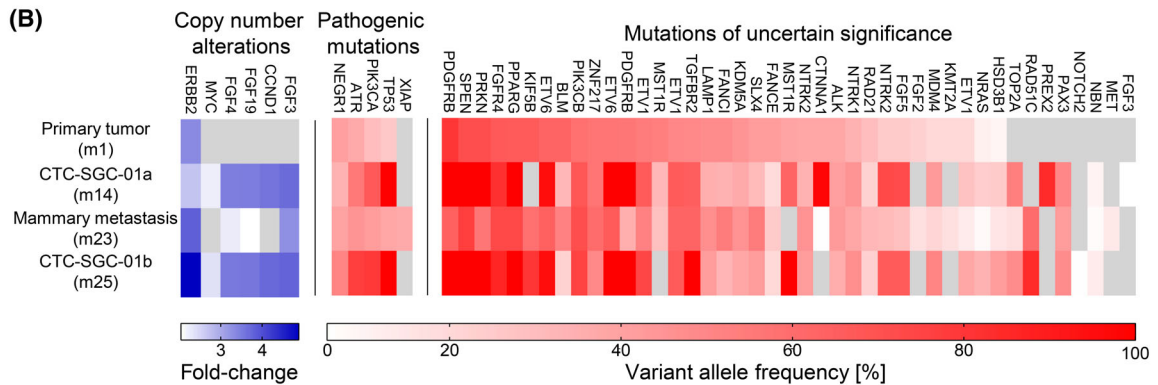 (B)
Copy number alterations
Pathogenic mutations
Mutations of uncertain significance
ERBB2
MYC
FGF4
FGF19
CCND1
FGF3
NEGR1
ATR
PIK3CA
TP53
XIAP
PDGFRB
SPEN
PRKN
FGFR4
PPARG
KIF5B
ETV6
BLM
PIK3CB
ZNF217
ETV6
PDGFRB
ETV1
MST1R
ETV1
TGFBR2
LAMP1
FANCI
KDM5A
SLX4
FANCE
MST1R
NTRK2
CTNNA1
ALK
NTRK1
RAD21
NTRK2
FGF5
FGF2
MDM4
KMT2A
ETV1
NRAS
HSD3B1
TOP2A
RAD51C
PREX2
PAX3
NOTCH2
NBN
MET
FGF3
Primary tumor
(m1)
CTC-SGC-01a
(m14)
Mammary metastasis
(m23)
CTC-SGC-01b
(m25)
3 4
Fold-change
0 20 40 60 80 100
Variant allele frequency [%]